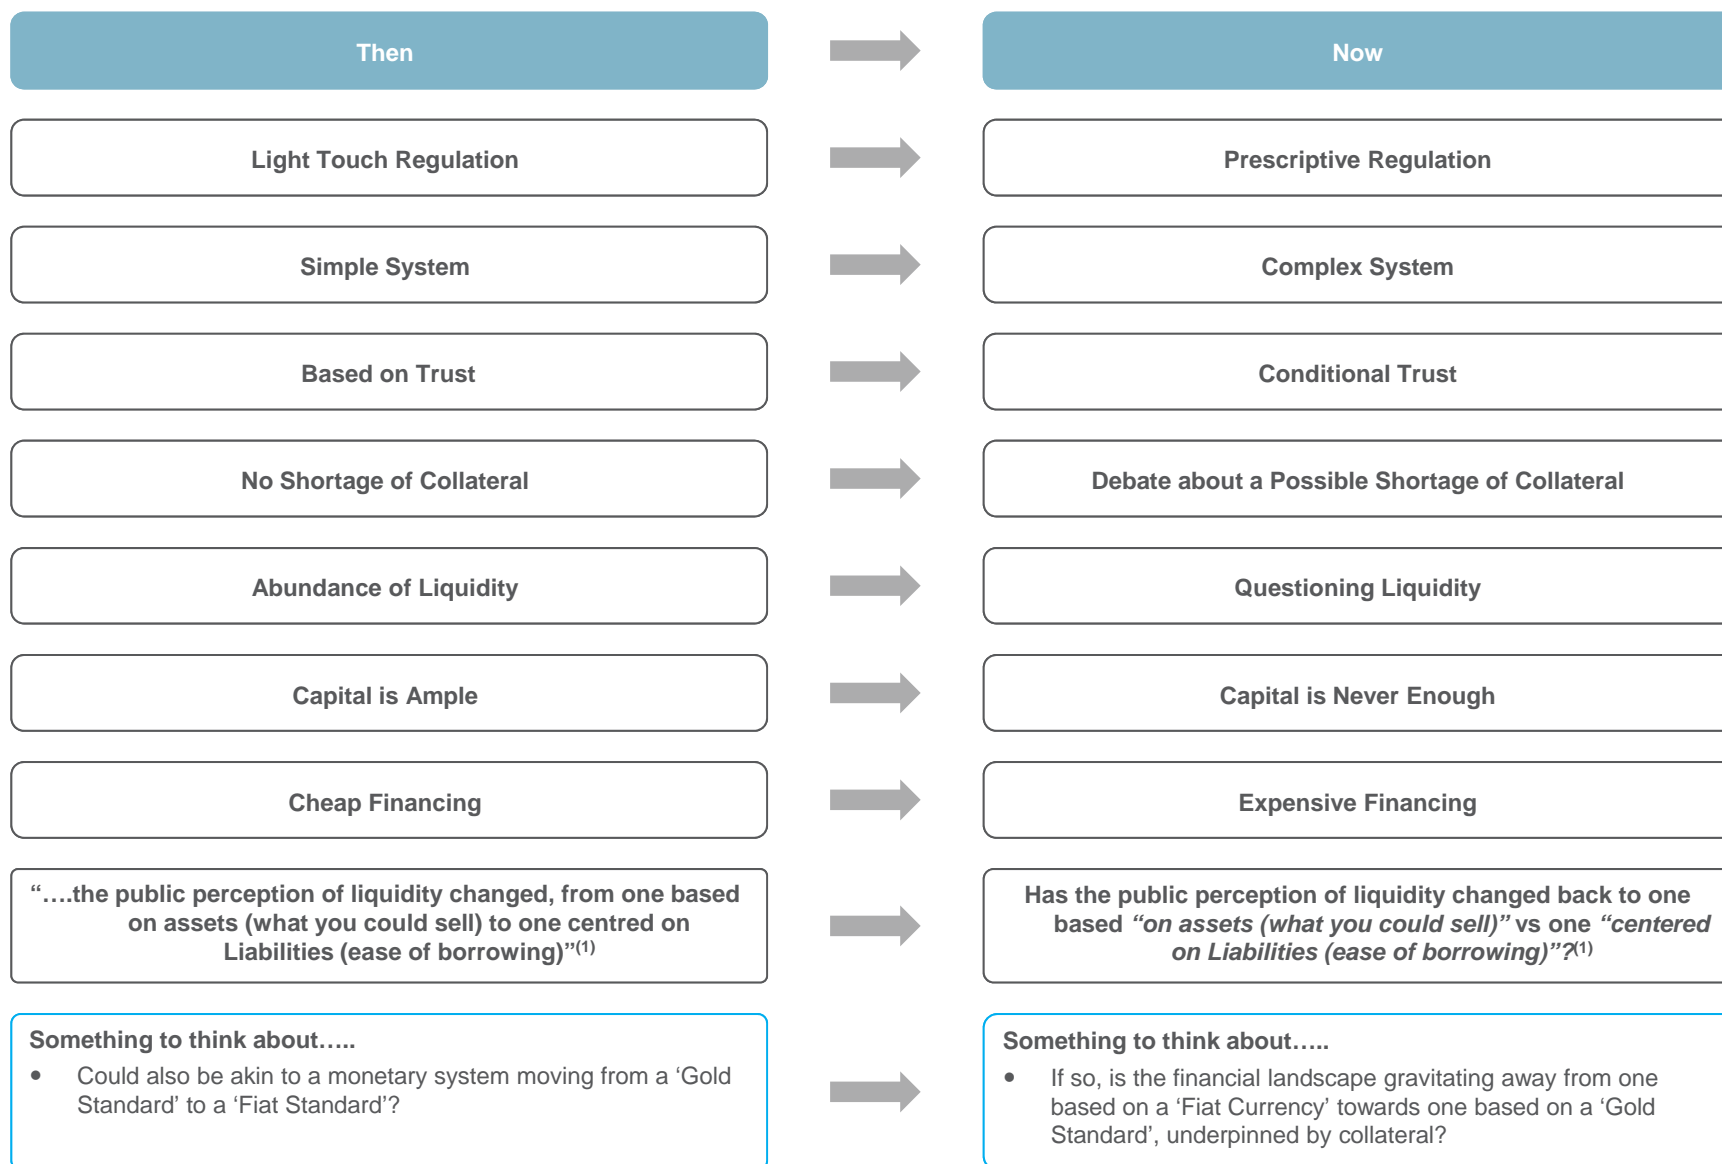 Then
Now
Light Touch Regulation
Prescriptive Regulation
Simple System
Complex System
Based on Trust
Conditional Trust
No Shortage of Collateral
Debate about a Possible Shortage of Collateral
Abundance of Liquidity
Questioning Liquidity
Capital is Ample
Capital is Never Enough
Cheap Financing
Expensive Financing
“….the public perception of liquidity changed, from one based
on assets (what you could sell) to one centred on
Liabilities (ease of borrowing)”(1)
Has the public perception of liquidity changed back to one
based “on assets (what you could sell)” vs one “centered
on Liabilities (ease of borrowing)”?(1)
Something to think about…..
• Could also be akin to a monetary system moving from a ‘Gold
Standard’ to a ‘Fiat Standard’?
Something to think about…..
• If so, is the financial landscape gravitating away from one
based on a ‘Fiat Currency’ towards one based on a ‘Gold
Standard’, underpinned by collateral?